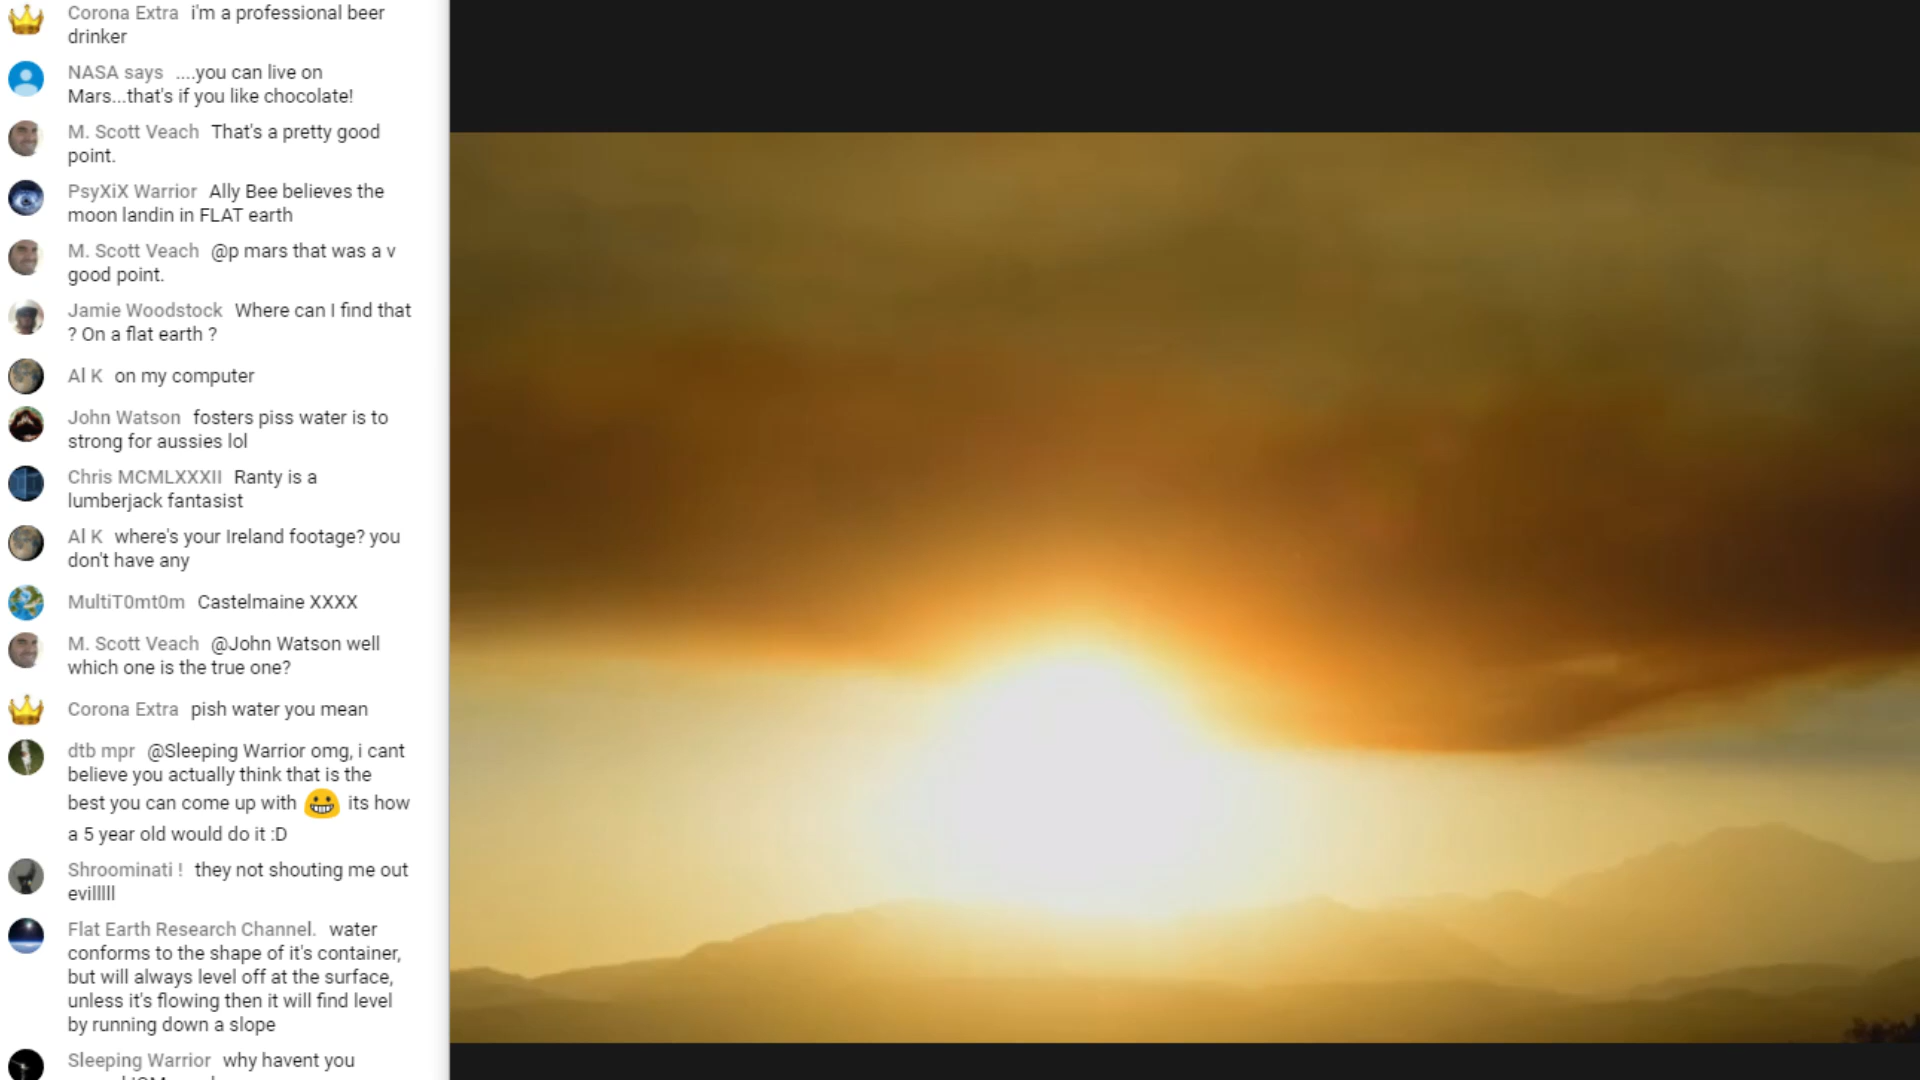 Corona Extra i'm a professional beer
drinker
NASA says ....you can live on
Mars...that's if you like chocolate!
M. Scott Veach That's a pretty good
point.
PsyXiX Warrior Ally Bee believes the
moon landin in FLAT earth
M. Scott Veach @p mars that was a v
good point.
Jamie Woodstock Where can I find that
? On a flat earth ?
Al K on my computer
John Watson fosters piss water is to
strong for aussies lol
Chris MCMLXXXII Ranty is a
lumberjack fantasist
Al K where's your Ireland footage? you
don't have any
MultiT0mt0m Castelmaine XXXX
M. Scott Veach @John Watson well
which one is the true one?
Corona Extra pish water you mean
dtb mpr @Sleeping Warrior omg, i cant
believe you actually think that is the
best you can come up with 😀 its how
a 5 year old would do it :D
Shroominati ! they not shouting me out
evilllll
Flat Earth Research Channel. water
conforms to the shape of it's container,
but will always level off at the surface,
unless it's flowing then it will find level
by running down a slope
Sleeping Warrior why havent you